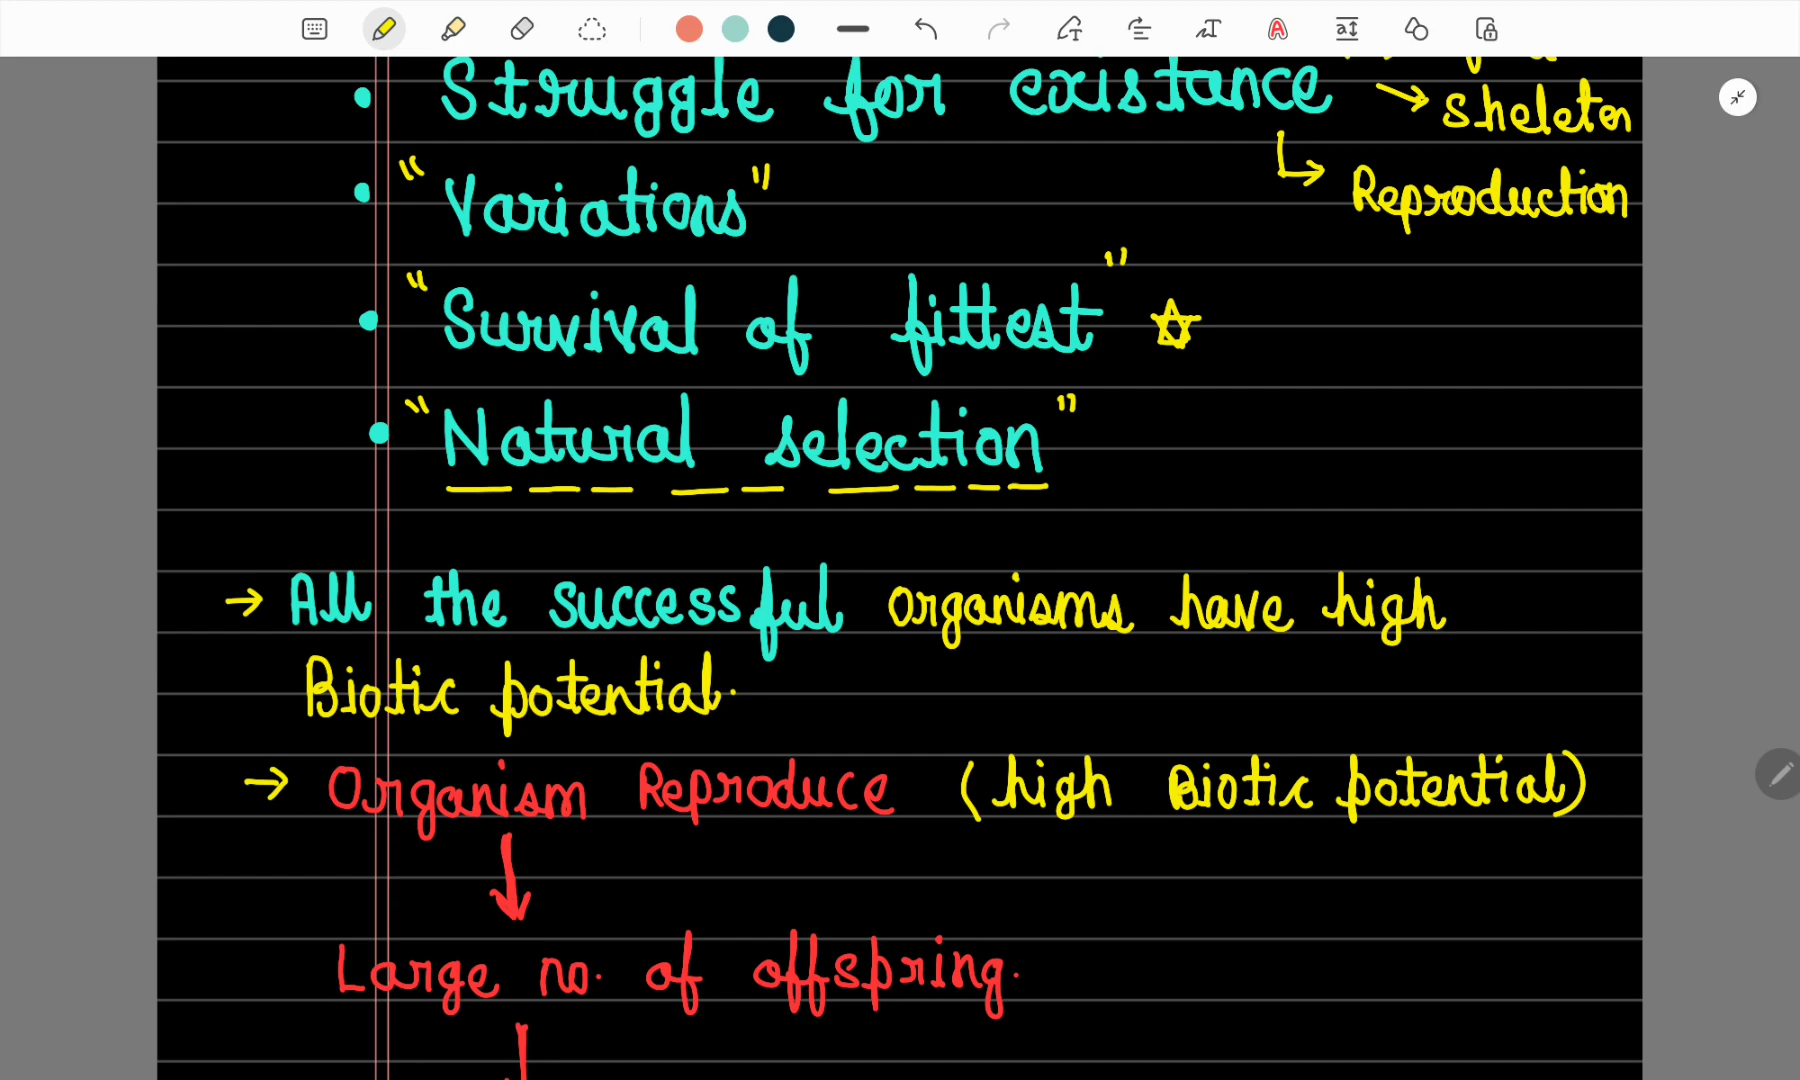 • Struggle for existance → Skeleton
↳ Reproduction
• "Variations"
• "Survival of fittest" ☆
• "Natural selection"
→ All the successful organisms have high
Biotic potential.
→ Organism Reproduce (high Biotic potential)
↓
Large no. of offspring.